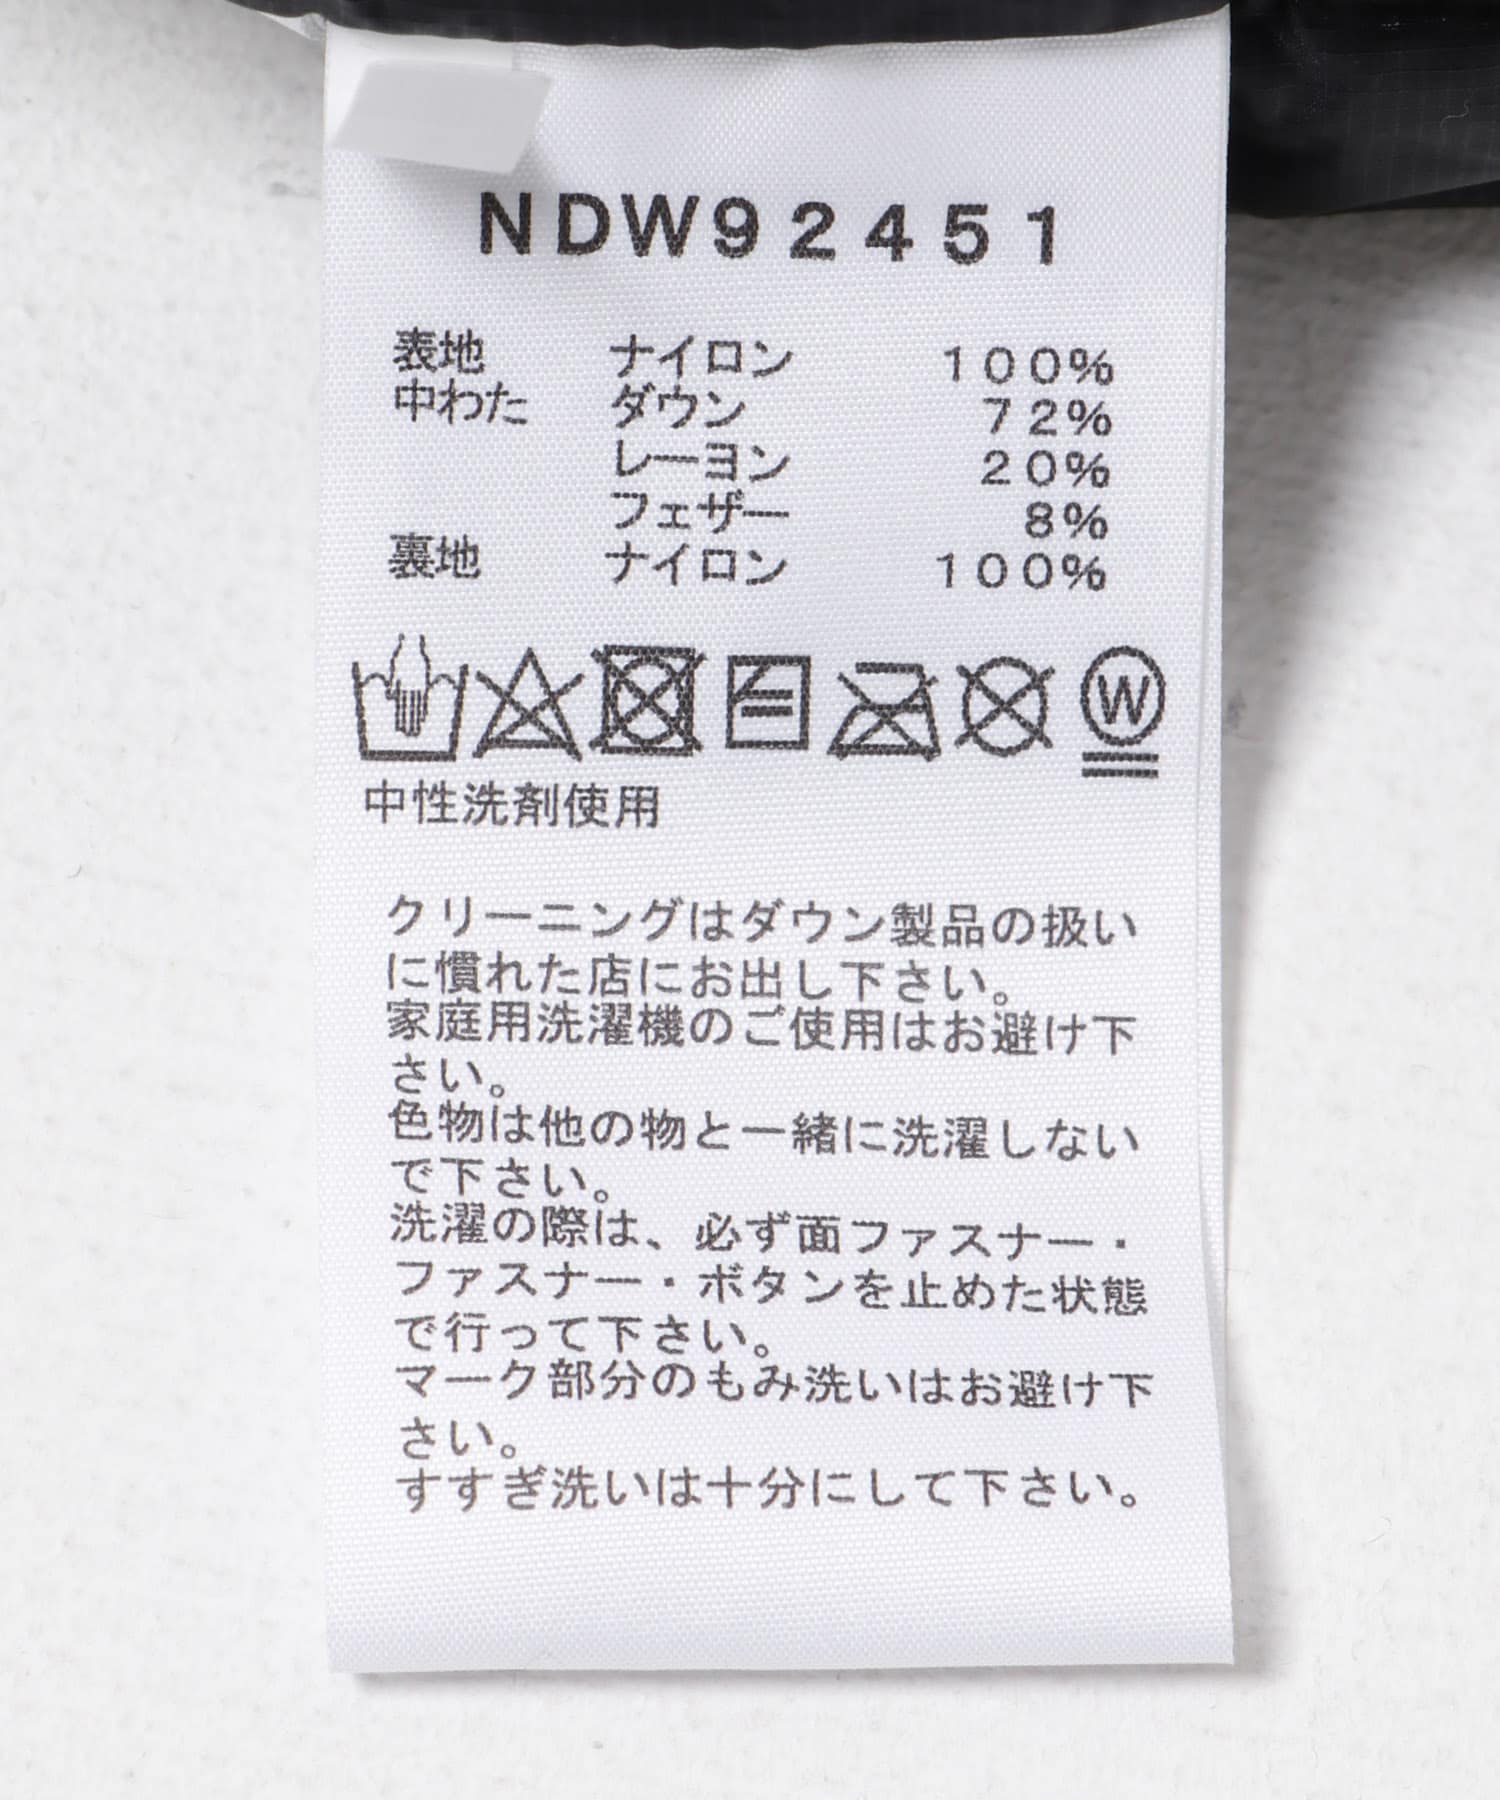 NDW92451
表地 ナイロン 100%
中わた ダウン 72%
レーヨン 20%
フェザー 8%
裏地 ナイロン 100%
W
中性洗剤使用
クリーニングはダウン製品の扱い
に慣れた店にお出し下さい。
家庭用洗濯機のご使用はお避け下
さい。
色物は他の物と一緒に洗濯しない
で下さい。
洗濯の際は、必ず面ファスナー・
ファスナー・ボタンを止めた状態
で行って下さい。
マーク部分のもみ洗いはお避け下
さい。
すすぎ洗いは十分にして下さい。